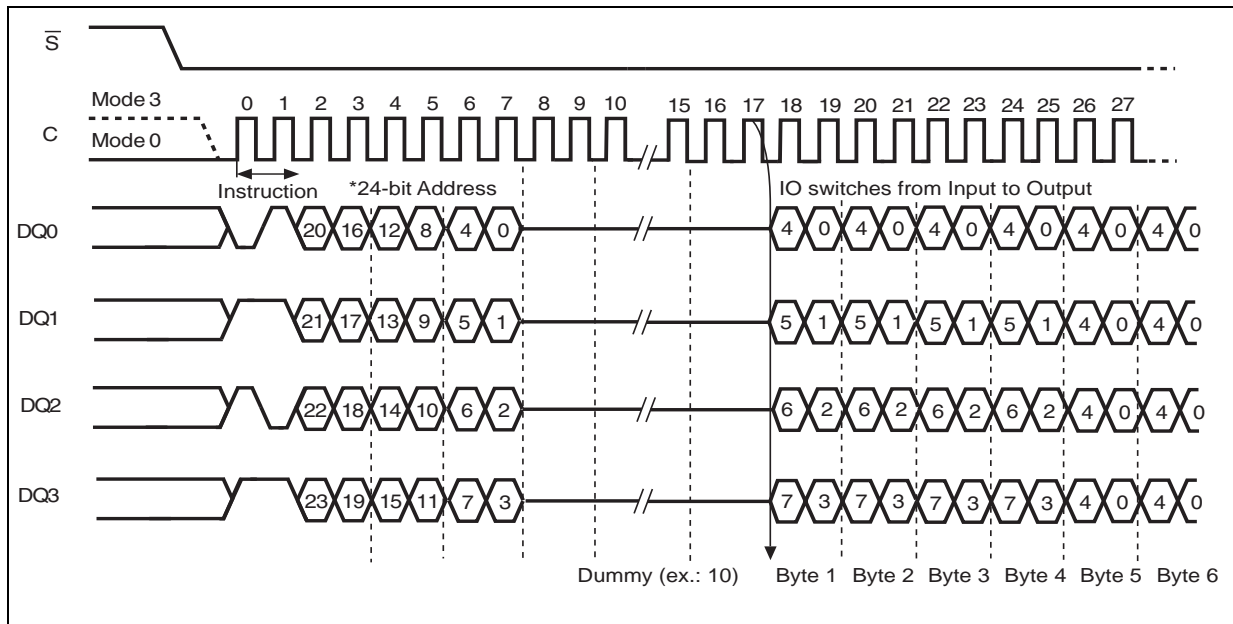 S
Mode 3
C
Mode 0
0 1 2 3 4 5 6 7 8 9 10 15 16 17 18 19 20 21 22 23 24 25 26 27
Instruction *24-bit Address IO switches from Input to Output
DQ0 20 16 12 8 4 0 4 0 4 0 4 0 4 0 4 0 4 0
DQ1 21 17 13 9 5 1 5 1 5 1 5 1 5 1 4 0 4 0
DQ2 22 18 14 10 6 2 6 2 6 2 6 2 6 2 4 0 4 0
DQ3 23 19 15 11 7 3 7 3 7 3 7 3 7 3 4 0 4 0
Dummy (ex.: 10) Byte 1 Byte 2 Byte 3 Byte 4 Byte 5 Byte 6